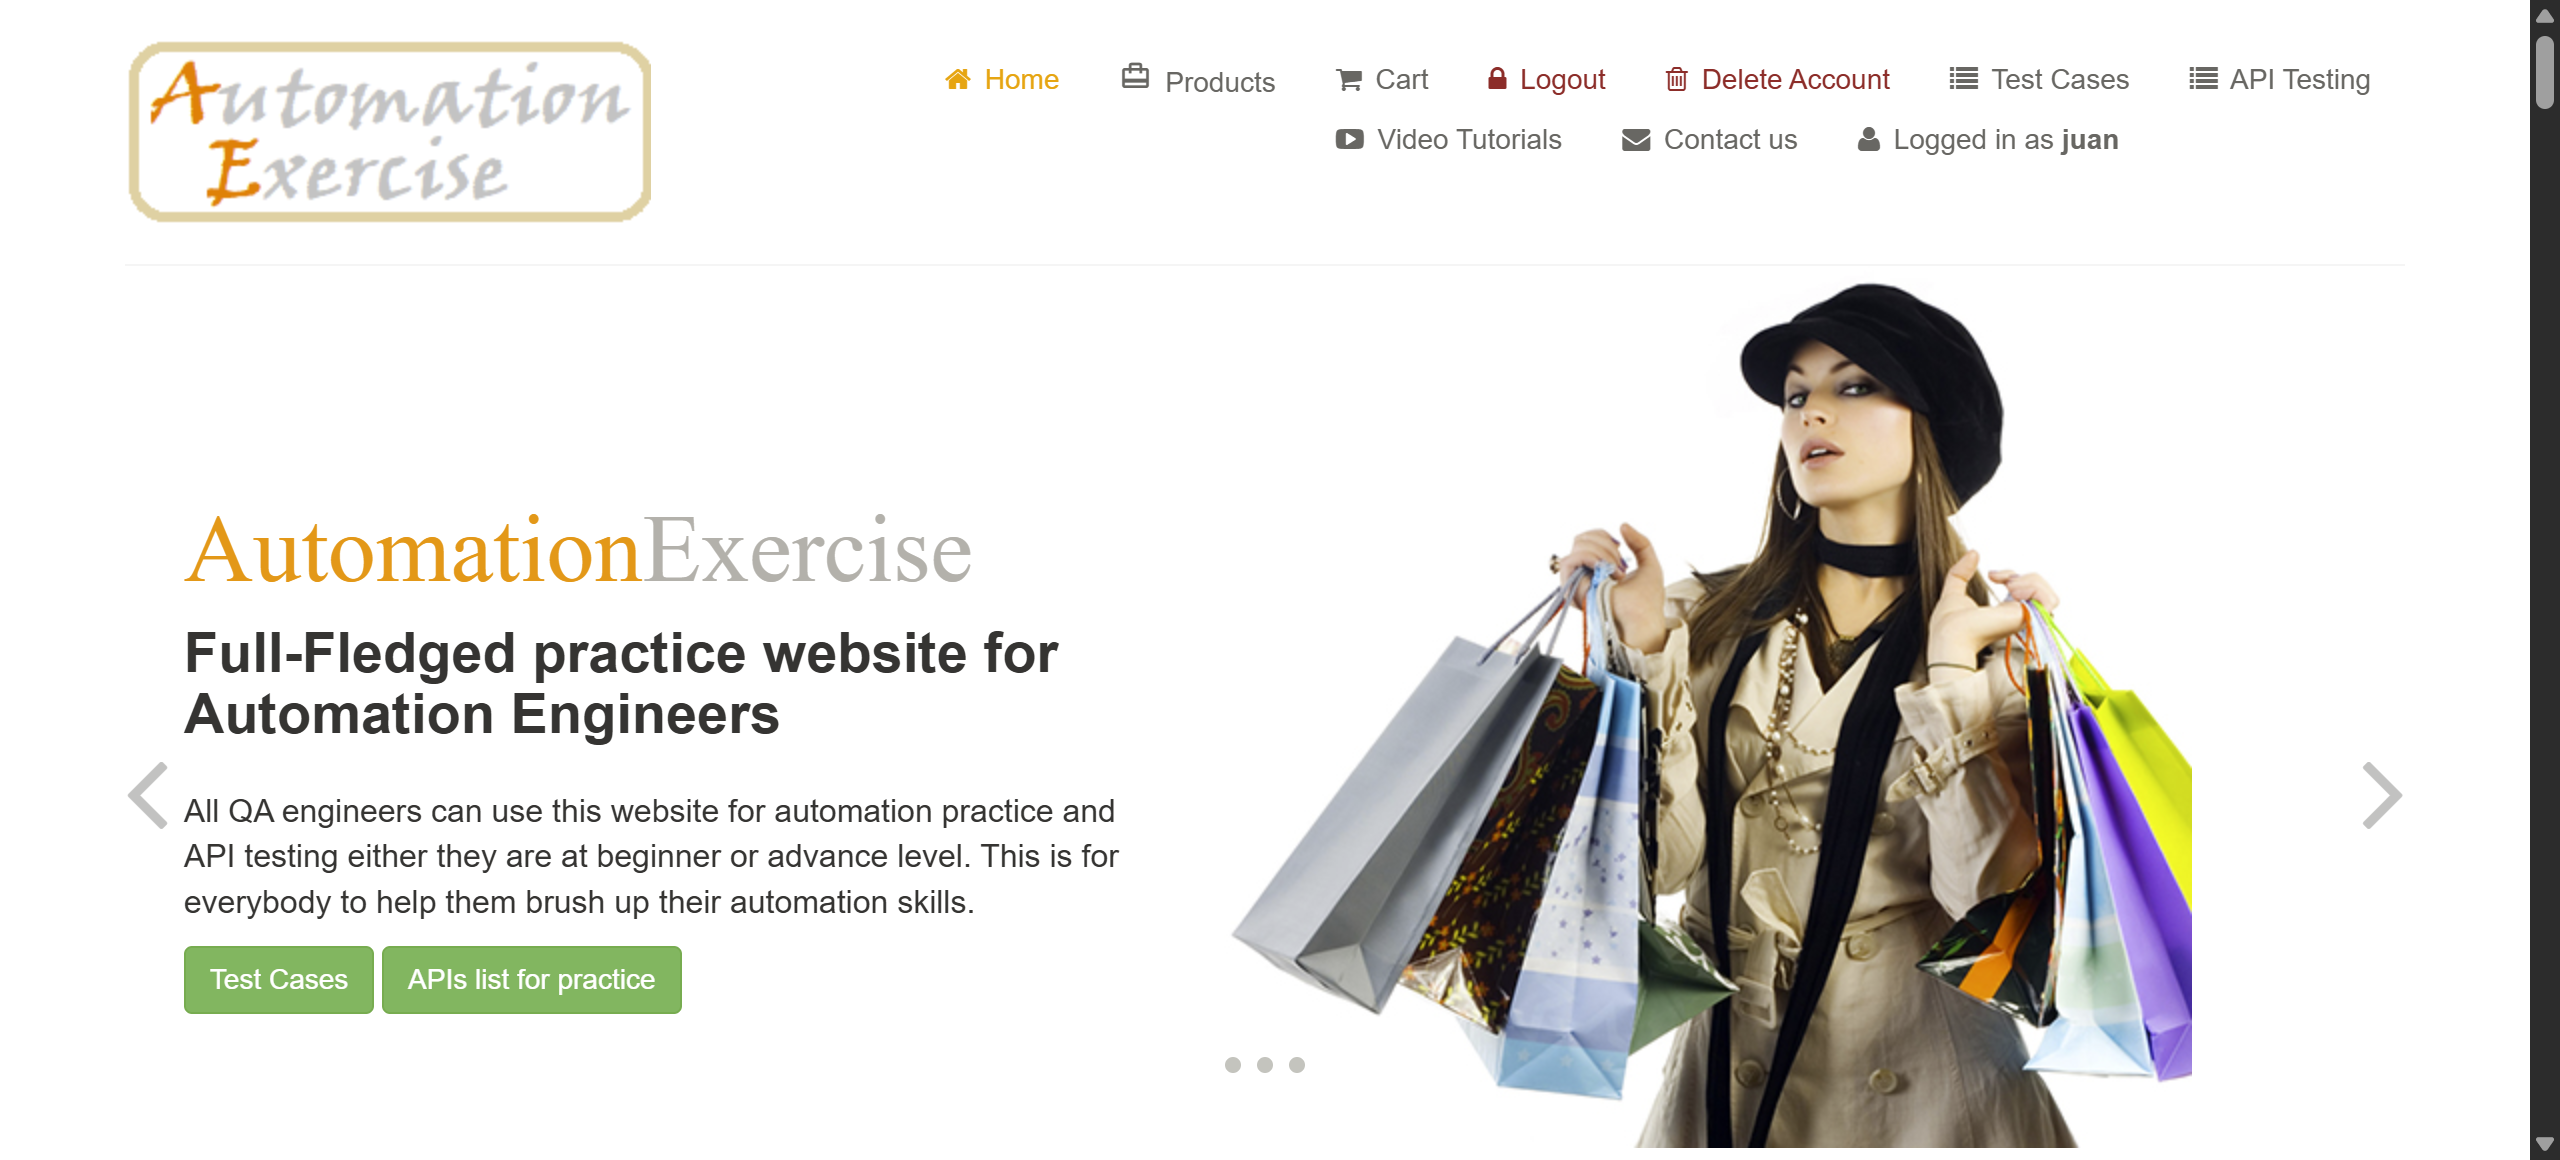 Automation
Exercise
Home Products Cart Logout Delete Account Test Cases API Testing
Video Tutorials Contact us Logged in as juan
AutomationExercise
Full-Fledged practice website for
Automation Engineers
All QA engineers can use this website for automation practice and
API testing either they are at beginner or advance level. This is for
everybody to help them brush up their automation skills.
Test Cases APIs list for practice